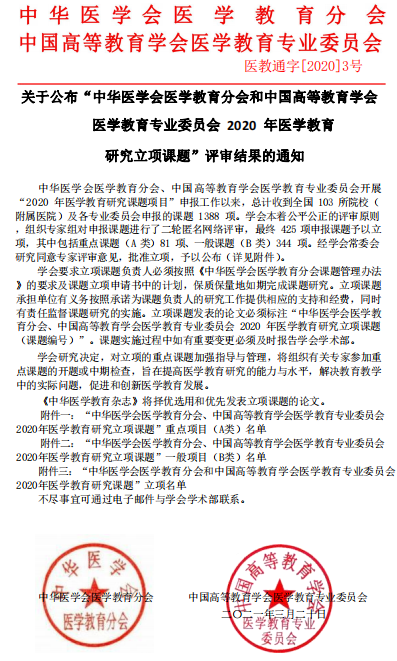 中华医学会医学教育分会
中国高等教育学会医学教育专业委员会
医教通字[2020]3号
关于公布“中华医学会医学教育分会和中国高等教育学会
医学教育专业委员会 2020 年医学教育
研究立项课题”评审结果的通知
中华医学会医学教育分会、中国高等教育学会医学教育专业委员会开展
“2020 年医学教育研究课题项目”申报工作以来，总计收到全国 103 所院校（
附属医院）及各专业委员会申报的课题 1388 项。学会本着公平公正的评审原则
，组织专家组对申报课题进行了二轮匿名网络评审，最终 425 项申报课题予以立
项，其中包括重点课题（A 类）81 项、一般课题（B 类）344 项。经学会常委会
研究同意专家评审意见，批准立项，予以公布（详见附件）。
学会要求立项课题负责人必须按照《中华医学会医学教育分会课题管理办法
》的要求及课题立项申请书中的计划，保质保量地如期完成课题研究。立项课题
承担单位有义务按照承诺为课题负责人的研究工作提供相应的支持和经费，同时
有责任监督课题研究的实施。立项课题发表的论文必须标注“中华医学会医学教
育分会、中国高等教育学会医学教育专业委员会 2020 年医学教育研究立项课题
（课题编号）”。课题实施过程中如有重要变更必须及时报告学会学术部。
学会研究决定，对立项的重点课题加强指导与管理，将组织有关专家参加重
点课题的开题或中期检查，旨在提高医学教育研究的能力与水平，解决教育教学
中的实际问题，促进和创新医学教育发展。
《中华医学教育杂志》将择优选用和优先发表立项课题的论文。
附件一：“中华医学会医学教育分会、中国高等教育学会医学教育专业委员会
2020年医学教育研究立项课题”重点项目（A类）名单
附件二：“中华医学会医学教育分会、中国高等教育学会医学教育专业委员会
2020年医学教育研究立项课题”一般项目（B类）名单
附件三：“中华医学会医学教育分会和中国高等教育学会医学教育专业委员会
2020年医学教育研究课题”立项名单
不尽事宜可通过电子邮件与学会学术部联系。
中华医学会
医学教育分会
中国高等教育学会
医学教育专业
委员会
中华医学会医学教育分会
中国高等教育学会医学教育专业委员会
二〇二一年三月二十日